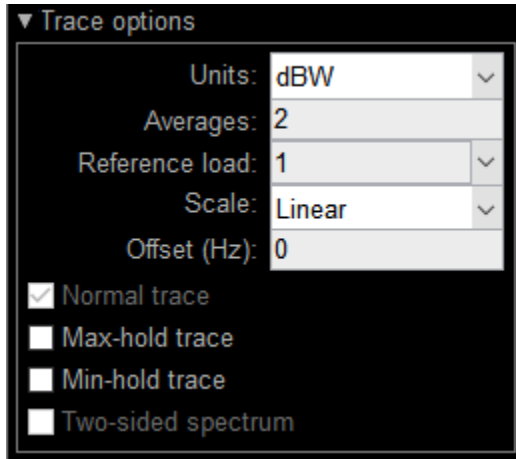 ▼ Trace options
Units: dBW
Averages: 2
Reference load: 1
Scale: Linear
Offset (Hz): 0
Normal trace
Max-hold trace
Min-hold trace
Two-sided spectrum